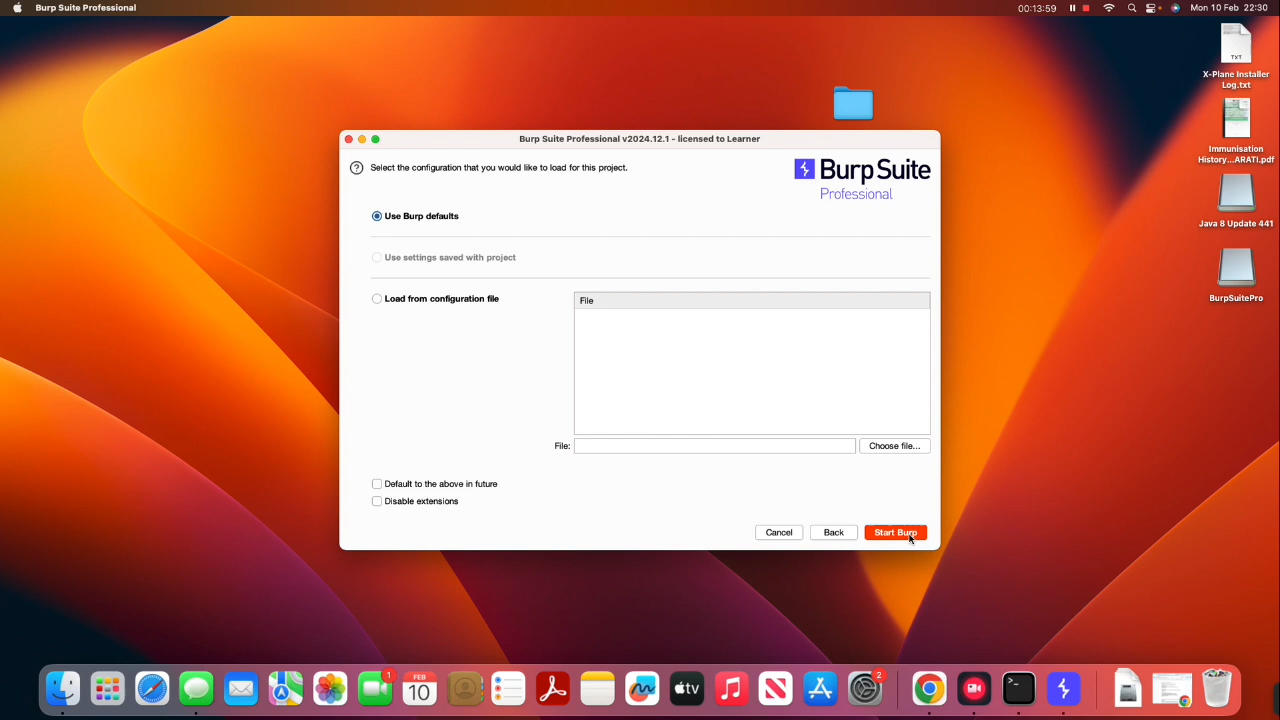 Burp Suite Professional
00:13:59
Mon 10 Feb 22:30
TXT
X-Plane Installer
Log.txt
Immunisation
History...ARATI.pdf
Java 8 Update 441
BurpSuitePro
Burp Suite Professional v2024.12.1 - licensed to Learner
? Select the configuration that you would like to load for this project.
Burp Suite
Professional
Use Burp defaults
Use settings saved with project
Load from configuration file
File
File:
Choose file...
Default to the above in future
Disable extensions
Cancel
Back
Start Burp
1
FEB
10
tv
2
>_